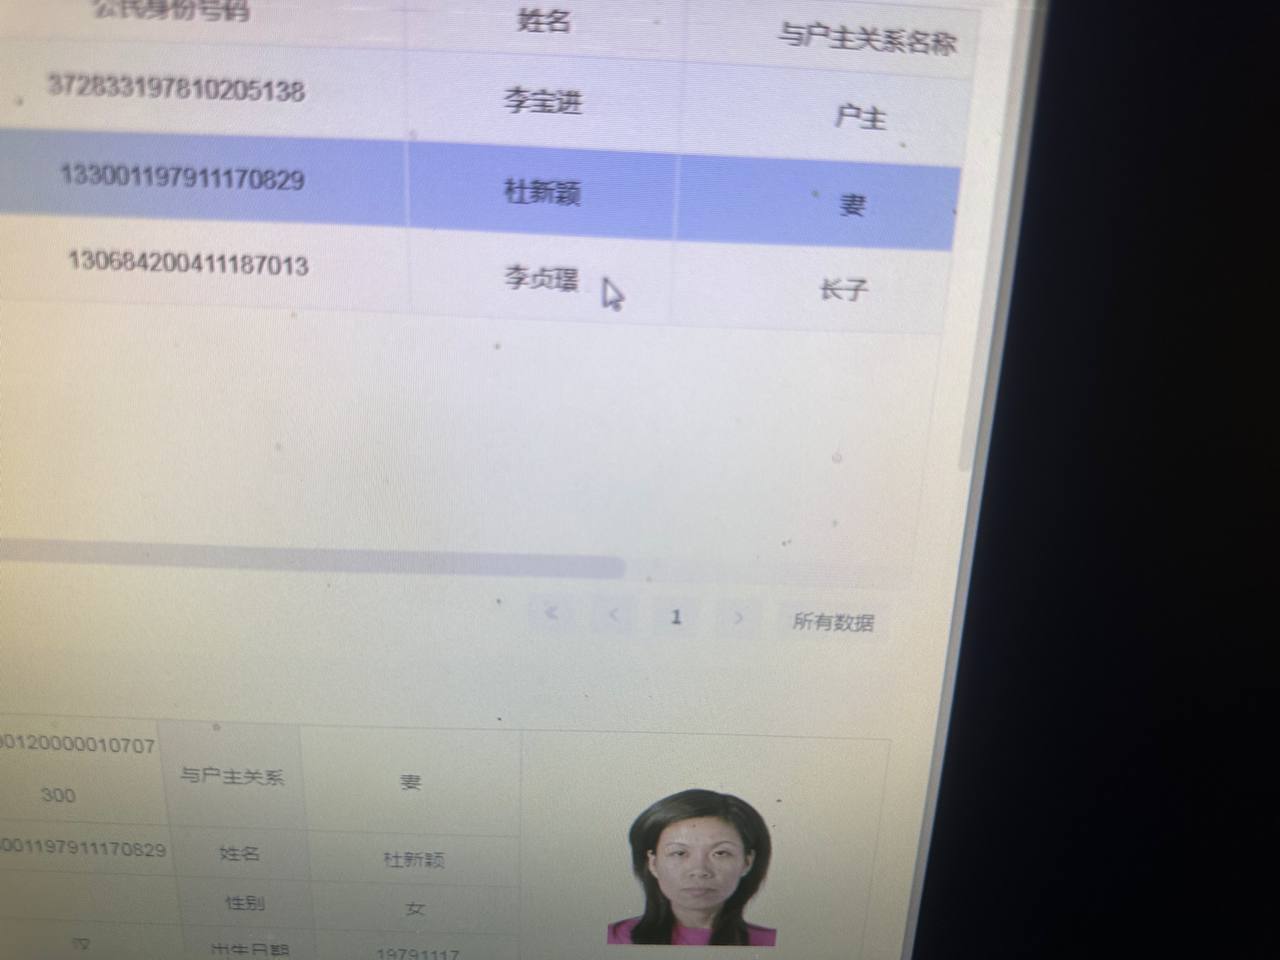 公民身份号码 姓名 与户主关系名称
372833197810205138 李宝进 户主
133001197911170829 杜新颖 妻
130684200411187013 李贞 长子
« < 1 > 所有数据
00120000010707
300
与户主关系 妻
001197911170829 姓名 杜新颖
性别 女
出生日期 19791117